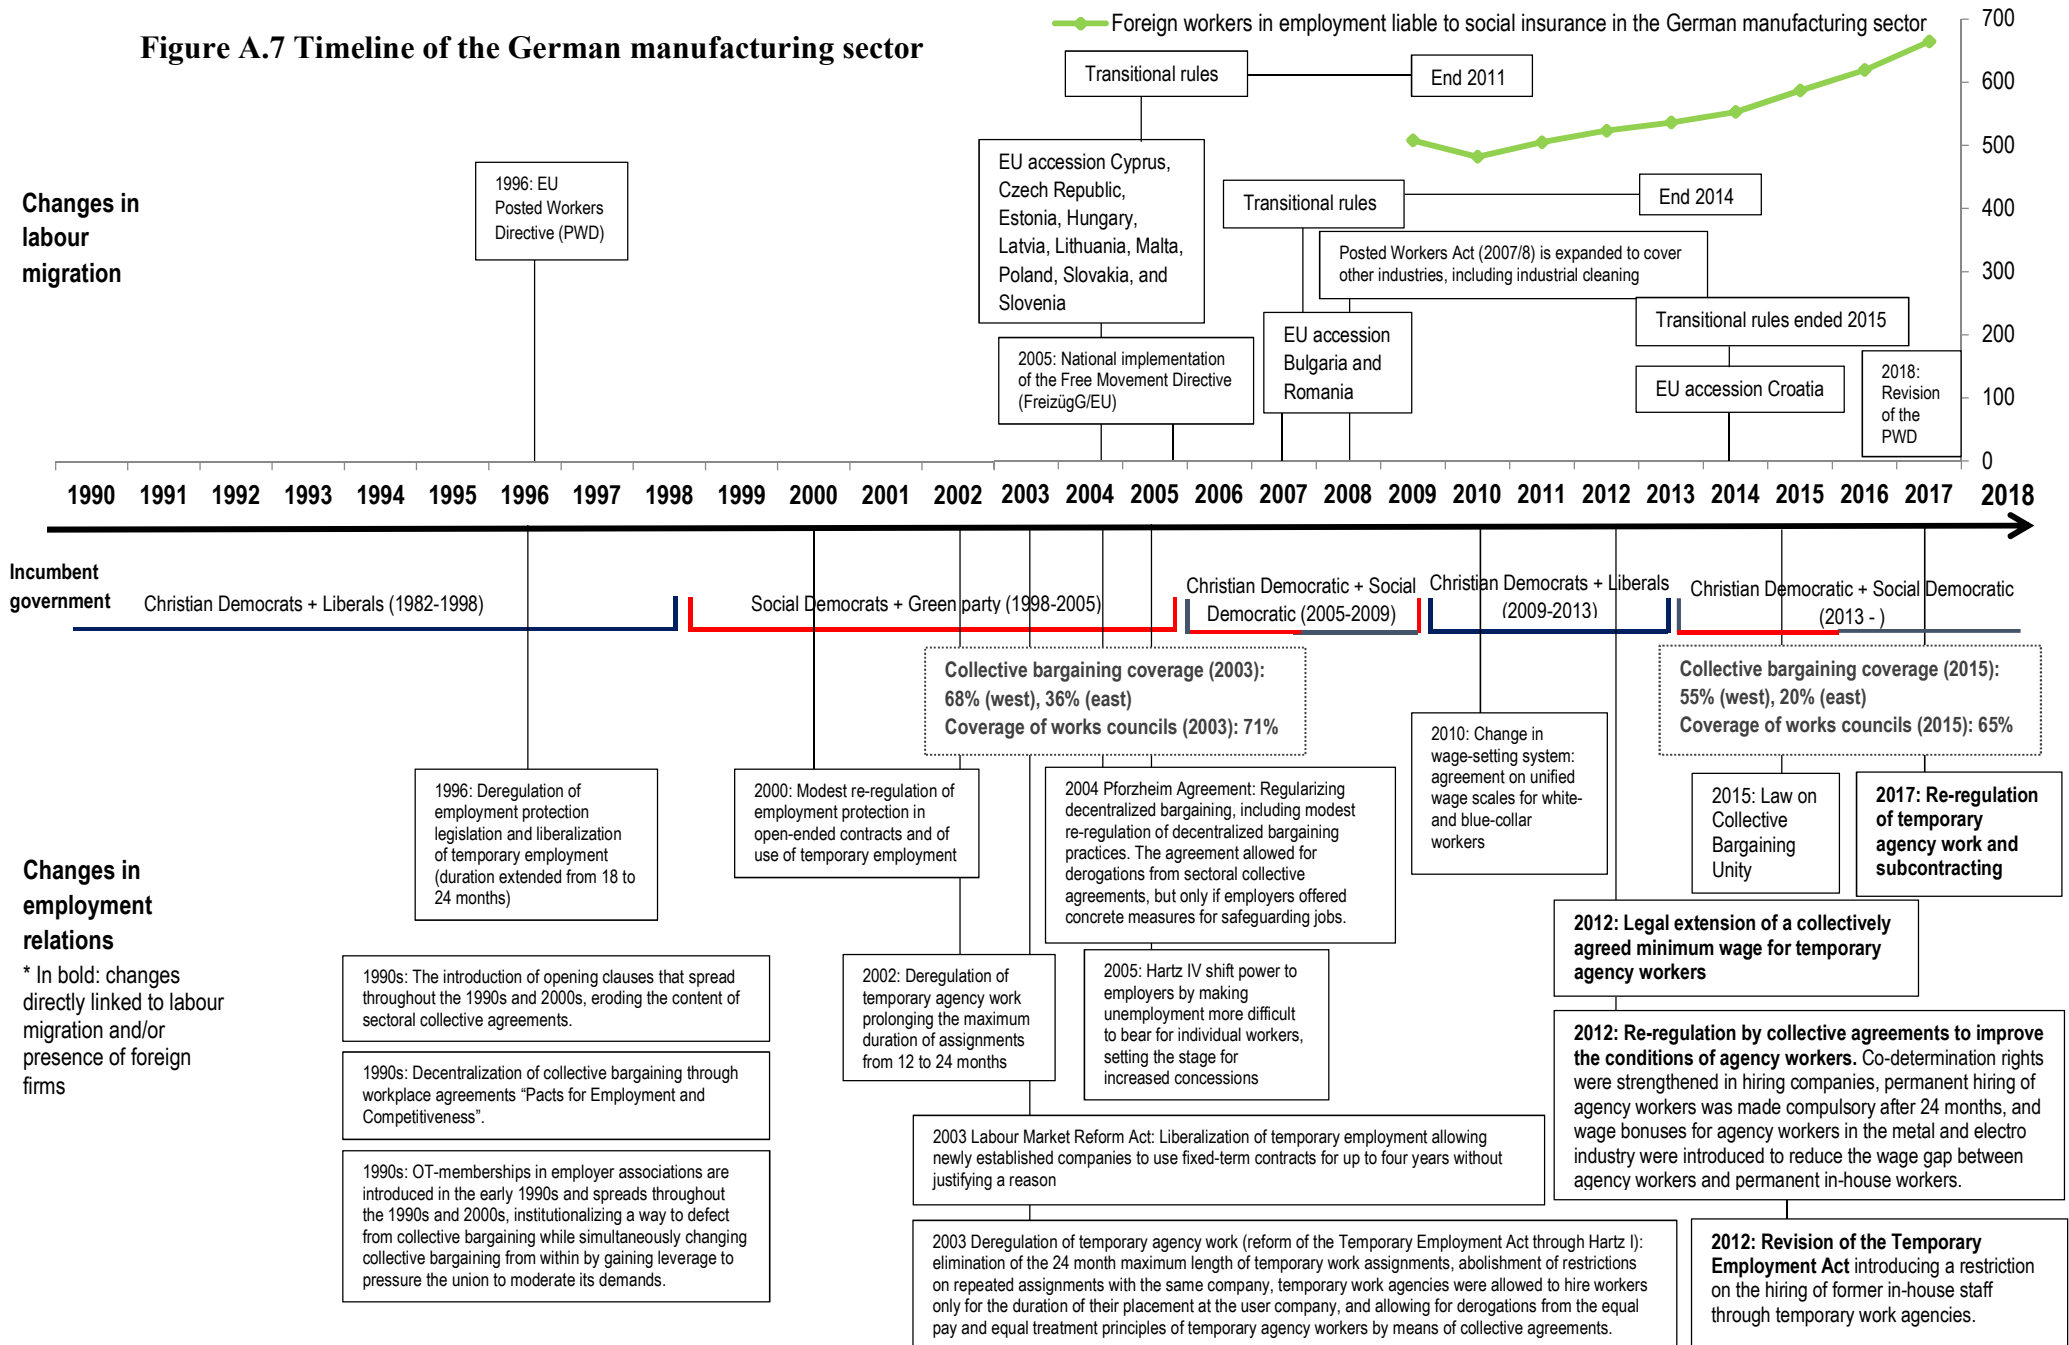 Figure A.7 Timeline of the German manufacturing sector
Foreign workers in employment liable to social insurance in the German manufacturing sector
700
600
500
400
300
200
100
0
Changes in
labour
migration
1996: EU
Posted Workers
Directive (PWD)
Transitional rules
End 2011
EU accession Cyprus,
Czech Republic,
Estonia, Hungary,
Latvia, Lithuania, Malta,
Poland, Slovakia, and
Slovenia
2005: National implementation
of the Free Movement Directive
(FreizügG/EU)
Transitional rules
End 2014
Posted Workers Act (2007/8) is expanded to cover
other industries, including industrial cleaning
EU accession
Bulgaria and
Romania
Transitional rules ended 2015
EU accession Croatia
2018:
Revision
of the
PWD
1990 1991 1992 1993 1994 1995 1996 1997 1998 1999 2000 2001 2002 2003 2004 2005 2006 2007 2008 2009 2010 2011 2012 2013 2014 2015 2016 2017 2018
Incumbent
government
Christian Democrats + Liberals (1982-1998)
Social Democrats + Green party (1998-2005)
Christian Democratic + Social
Democratic (2005-2009)
Christian Democrats + Liberals
(2009-2013)
Christian Democratic + Social Democratic
(2013 - )
Collective bargaining coverage (2003):
68% (west), 36% (east)
Coverage of works councils (2003): 71%
Collective bargaining coverage (2015):
55% (west), 20% (east)
Coverage of works councils (2015): 65%
Changes in
employment
relations
* In bold: changes
directly linked to labour
migration and/or
presence of foreign
firms
1996: Deregulation of
employment protection
legislation and liberalization
of temporary employment
(duration extended from 18 to
24 months)
2000: Modest re-regulation of
employment protection in
open-ended contracts and of
use of temporary employment
2004 Pforzheim Agreement: Regularizing
decentralized bargaining, including modest
re-regulation of decentralized bargaining
practices. The agreement allowed for
derogations from sectoral collective
agreements, but only if employers offered
concrete measures for safeguarding jobs.
2010: Change in
wage-setting system:
agreement on unified
wage scales for white-
and blue-collar
workers
2015: Law on
Collective
Bargaining
Unity
2017: Re-regulation
of temporary
agency work and
subcontracting
1990s: The introduction of opening clauses that spread
throughout the 1990s and 2000s, eroding the content of
sectoral collective agreements.
1990s: Decentralization of collective bargaining through
workplace agreements “Pacts for Employment and
Competitiveness”.
1990s: OT-memberships in employer associations are
introduced in the early 1990s and spreads throughout
the 1990s and 2000s, institutionalizing a way to defect
from collective bargaining while simultaneously changing
collective bargaining from within by gaining leverage to
pressure the union to moderate its demands.
2002: Deregulation of
temporary agency work
prolonging the maximum
duration of assignments
from 12 to 24 months
2005: Hartz IV shift power to
employers by making
unemployment more difficult
to bear for individual workers,
setting the stage for
increased concessions
2012: Legal extension of a collectively
agreed minimum wage for temporary
agency workers
2012: Re-regulation by collective agreements to improve
the conditions of agency workers. Co-determination rights
were strengthened in hiring companies, permanent hiring of
agency workers was made compulsory after 24 months, and
wage bonuses for agency workers in the metal and electro
industry were introduced to reduce the wage gap between
agency workers and permanent in-house workers.
2003 Labour Market Reform Act: Liberalization of temporary employment allowing
newly established companies to use fixed-term contracts for up to four years without
justifying a reason
2003 Deregulation of temporary agency work (reform of the Temporary Employment Act through Hartz I):
elimination of the 24 month maximum length of temporary work assignments, abolishment of restrictions
on repeated assignments with the same company, temporary work agencies were allowed to hire workers
only for the duration of their placement at the user company, and allowing for derogations from the equal
pay and equal treatment principles of temporary agency workers by means of collective agreements.
2012: Revision of the Temporary
Employment Act introducing a restriction
on the hiring of former in-house staff
through temporary work agencies.